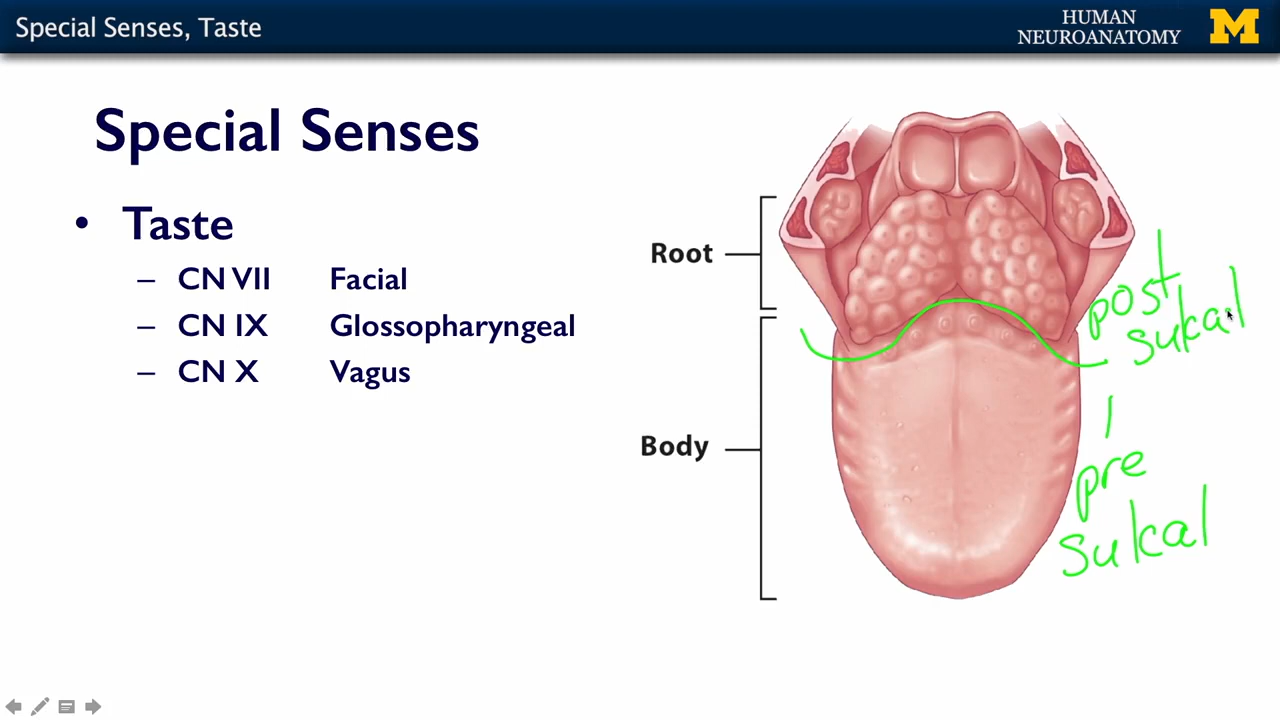 Special Senses, Taste
HUMAN
NEUROANATOMY
M
Special Senses
• Taste
– CN VII Facial
– CN IX Glossopharyngeal
– CN X Vagus
Root
Body
post
sukal
pre
sukal